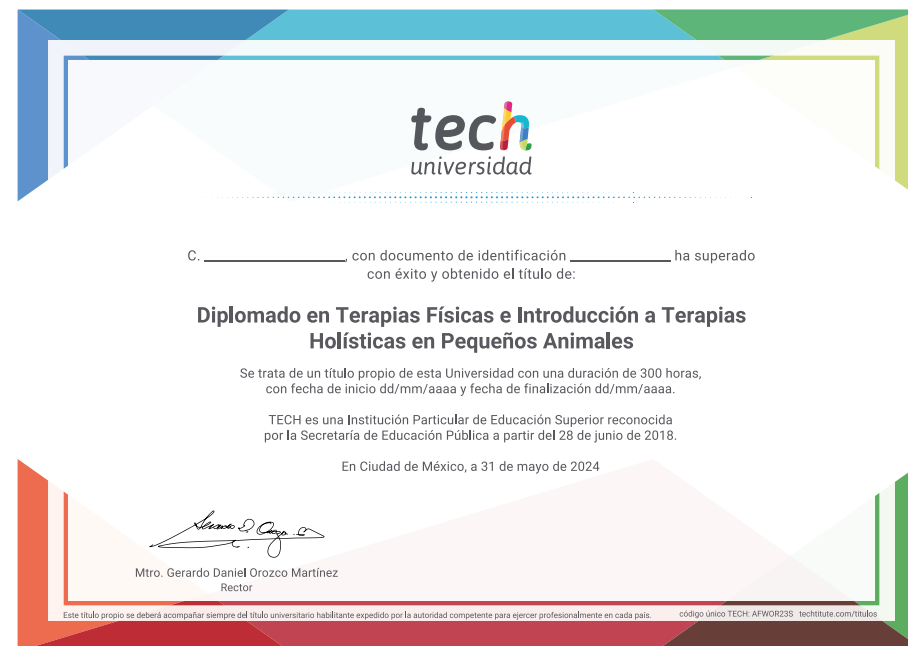 tech
universidad
C. ____________________, con documento de identificación ______________ ha superado
con éxito y obtenido el título de:
Diplomado en Terapias Físicas e Introducción a Terapias
Holísticas en Pequeños Animales
Se trata de un título propio de esta Universidad con una duración de 300 horas,
con fecha de inicio dd/mm/aaaa y fecha de finalización dd/mm/aaaa.
TECH es una Institución Particular de Educación Superior reconocida
por la Secretaría de Educación Pública a partir del 28 de junio de 2018.
En Ciudad de México, a 31 de mayo de 2024
Mtro. Gerardo Daniel Orozco Martínez
Rector
Este título propio se deberá acompañar siempre del título universitario habilitante expedido por la autoridad competente para ejercer profesionalmente en cada país. código único TECH: AFWOR23S techtitute.com/titulos